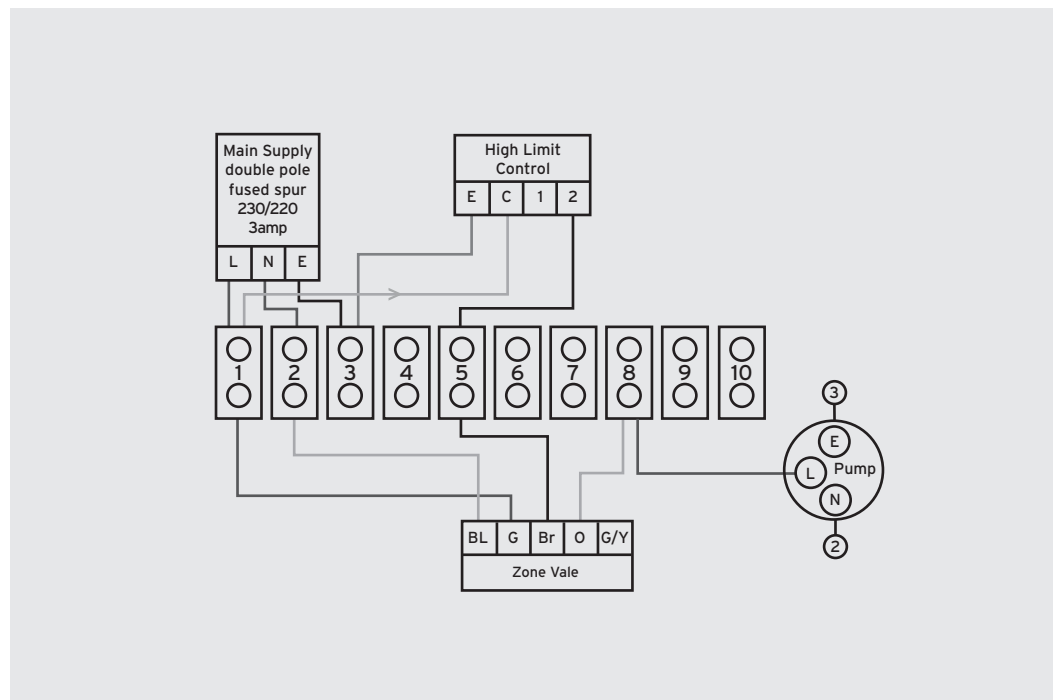 Main Supply
double pole
fused spur
230/220
3amp
L N E
High Limit
Control
E C 1 2
1 2 3 4 5 6 7 8 9 10
3
E
L Pump
N
2
BL G Br O G/Y
Zone Vale